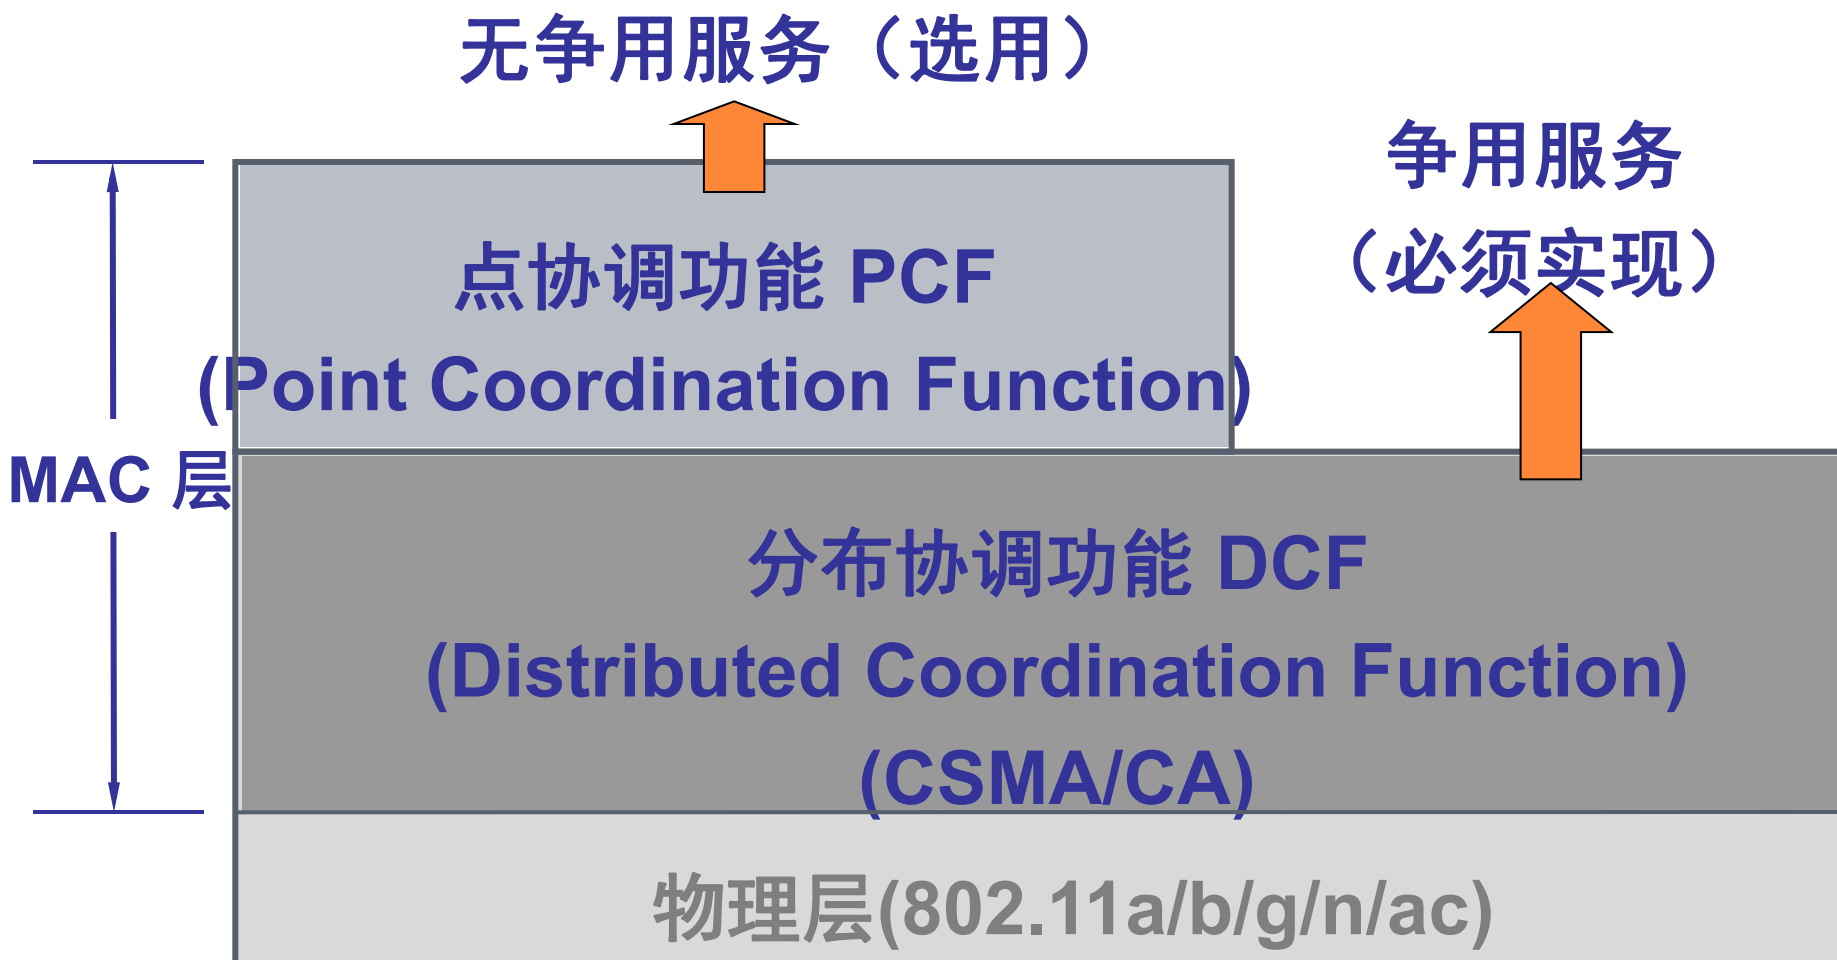 无争用服务（选用）
争用服务
（必须实现）
点协调功能 PCF
(Point Coordination Function)
MAC 层
分布协调功能 DCF
(Distributed Coordination Function)
(CSMA/CA)
物理层(802.11a/b/g/n/ac)